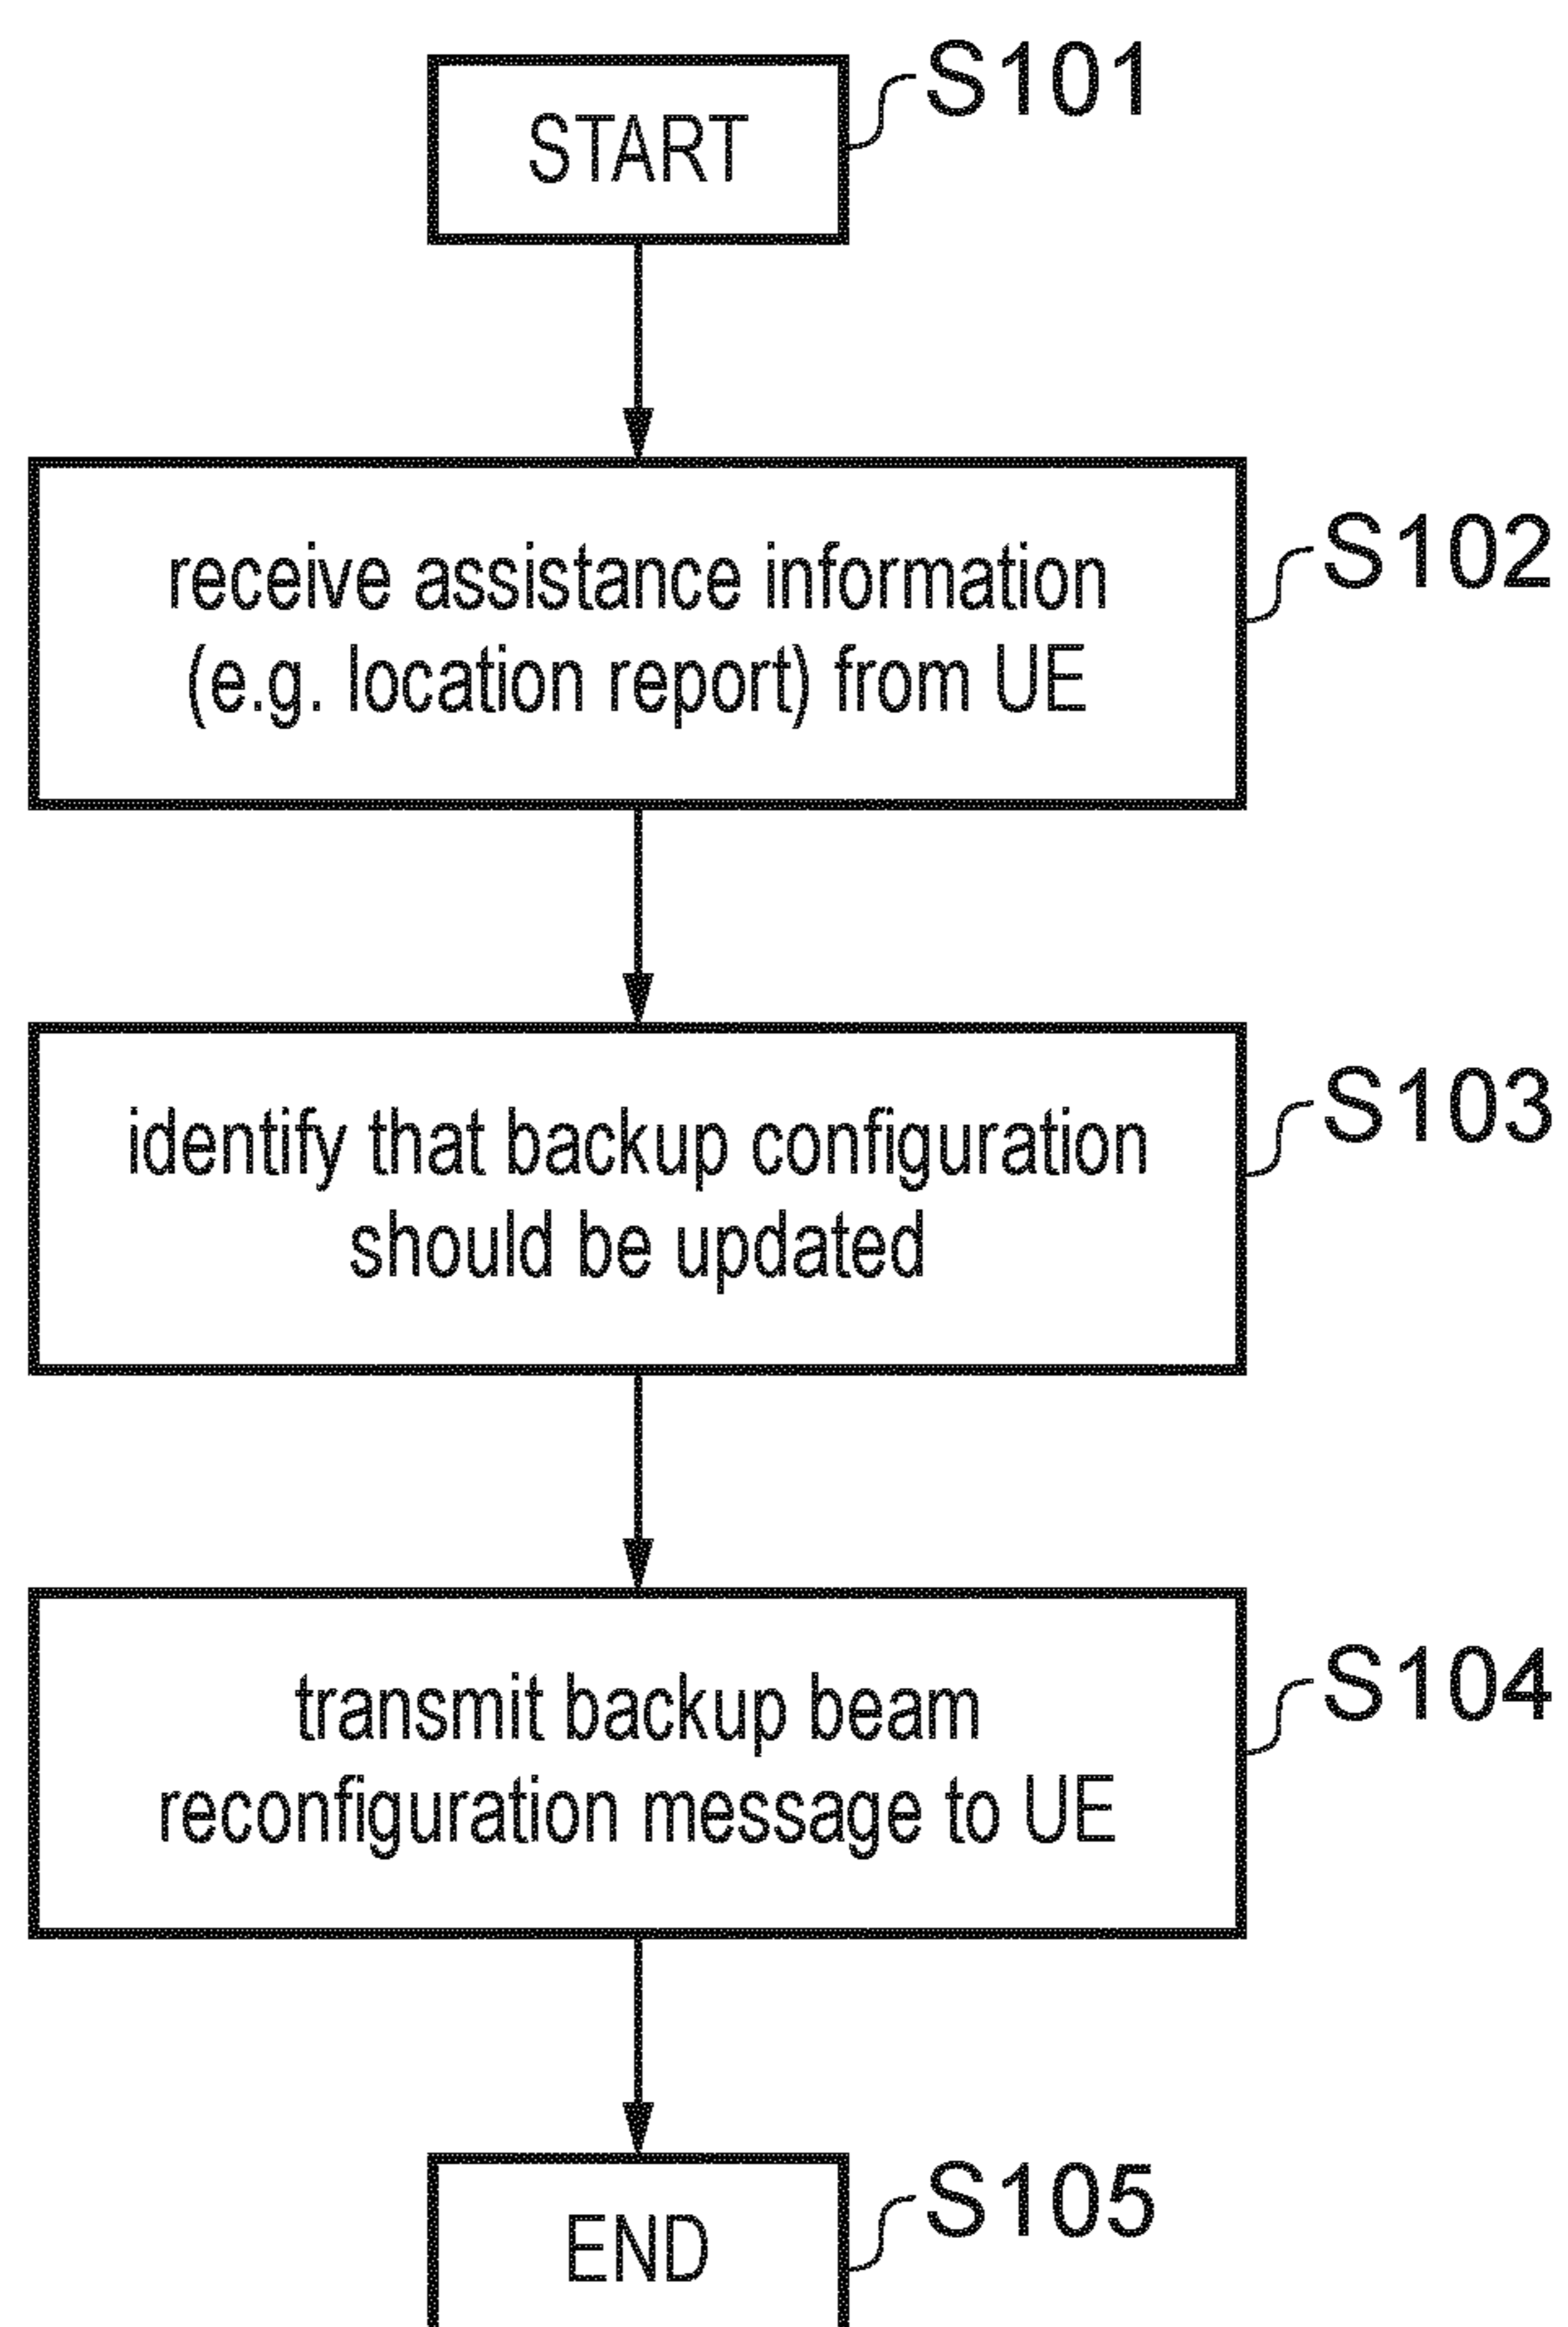 START
S101
receive assistance information
(e.g. location report) from UE
S102
identify that backup configuration
should be updated
S103
transmit backup beam
reconfiguration message to UE
S104
END
S105